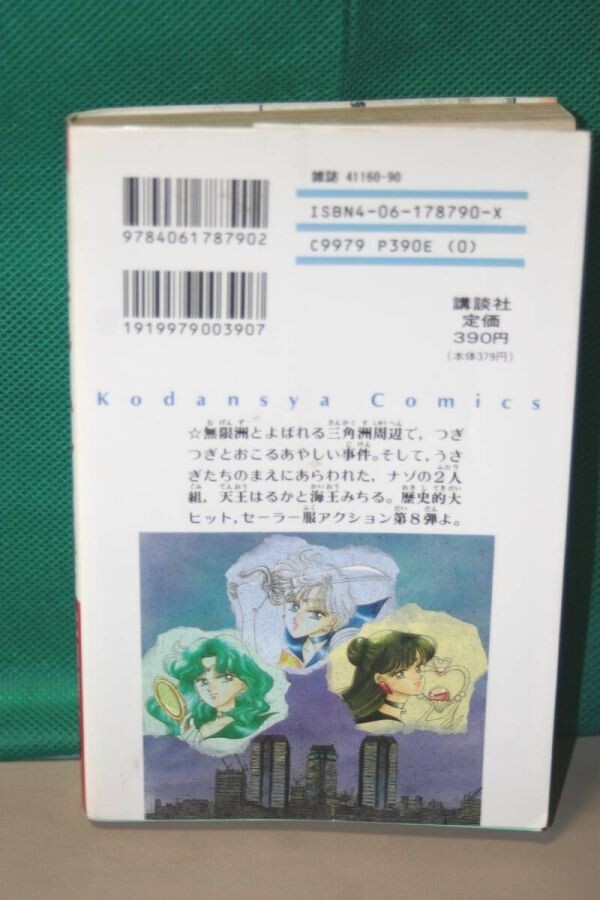 雑誌 41160-90
ISBN4-06-178790-X
C9979 P390E (0)
9784061787902
1919979003907
講談社
定価
390円
(本体379円)
Kodansya Comics
☆無限洲とよばれる三角洲周辺で，つぎ
つぎとおこるあやしい事件。そして，うさ
ぎたちのまえにあらわれた，ナゾの2人
組，天王はるかと海王みちる。歴史的大
ヒット，セーラー服アクション第8弾よ。